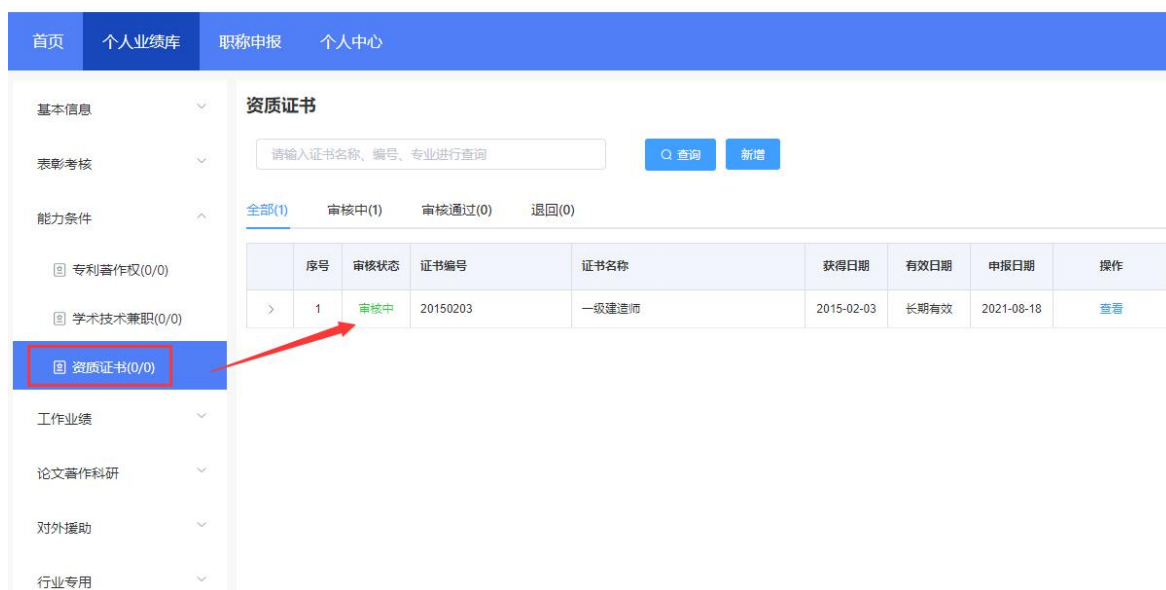 首页 个人业绩库 职称申报 个人中心
基本信息
表彰考核
能力条件
专利著作权(0/0)
学术技术兼职(0/0)
资质证书(0/0)
工作业绩
论文著作科研
对外援助
行业专用
资质证书
请输入证书名称、编号、专业进行查询 查询 新增
全部(1) 审核中(1) 审核通过(0) 退回(0)
序号 审核状态 证书编号 证书名称 获得日期 有效日期 申报日期 操作
1 审核中 20150203 一级建造师 2015-02-03 长期有效 2021-08-18 查看